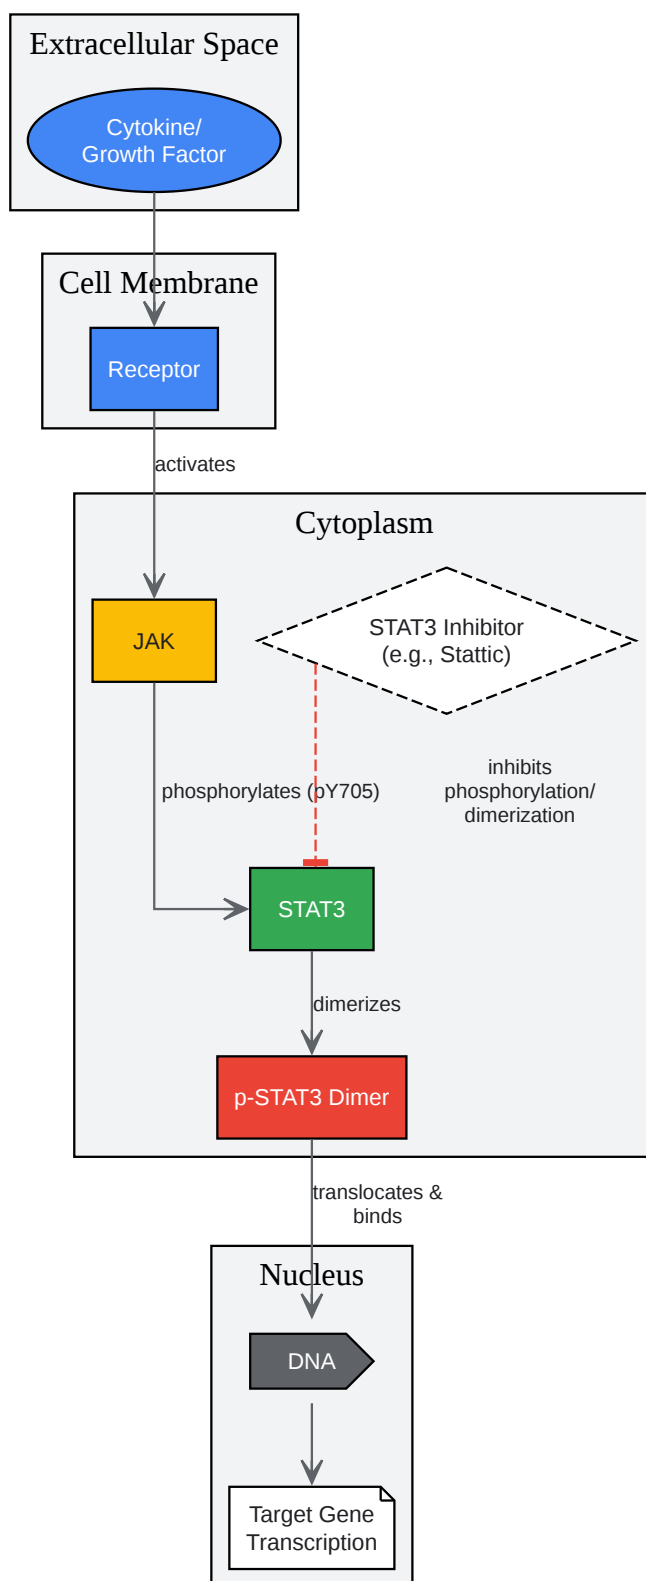 Extracellular Space
Cytokine/
Growth Factor
Cell Membrane
Receptor
activates
Cytoplasm
JAK
STAT3 Inhibitor
(e.g., Stattic)
phosphorylates (pY705)
inhibits
phosphorylation/
dimerization
STAT3
dimerizes
p-STAT3 Dimer
translocates &
binds
Nucleus
DNA
Target Gene
Transcription